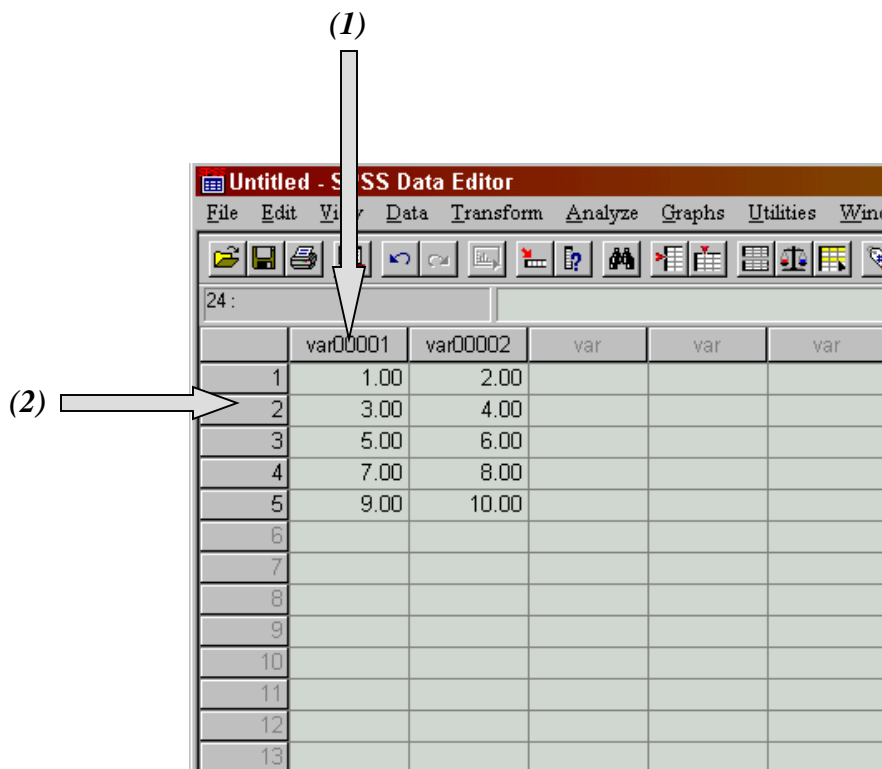 (1)
Untitled - SPSS Data Editor
File Edit View Data Transform Analyze Graphs Utilities
24 :
var00001 var00002 var var var
1 1.00 2.00
(2)
2 3.00 4.00
3 5.00 6.00
4 7.00 8.00
5 9.00 10.00
6
7
8
9
10
11
12
13